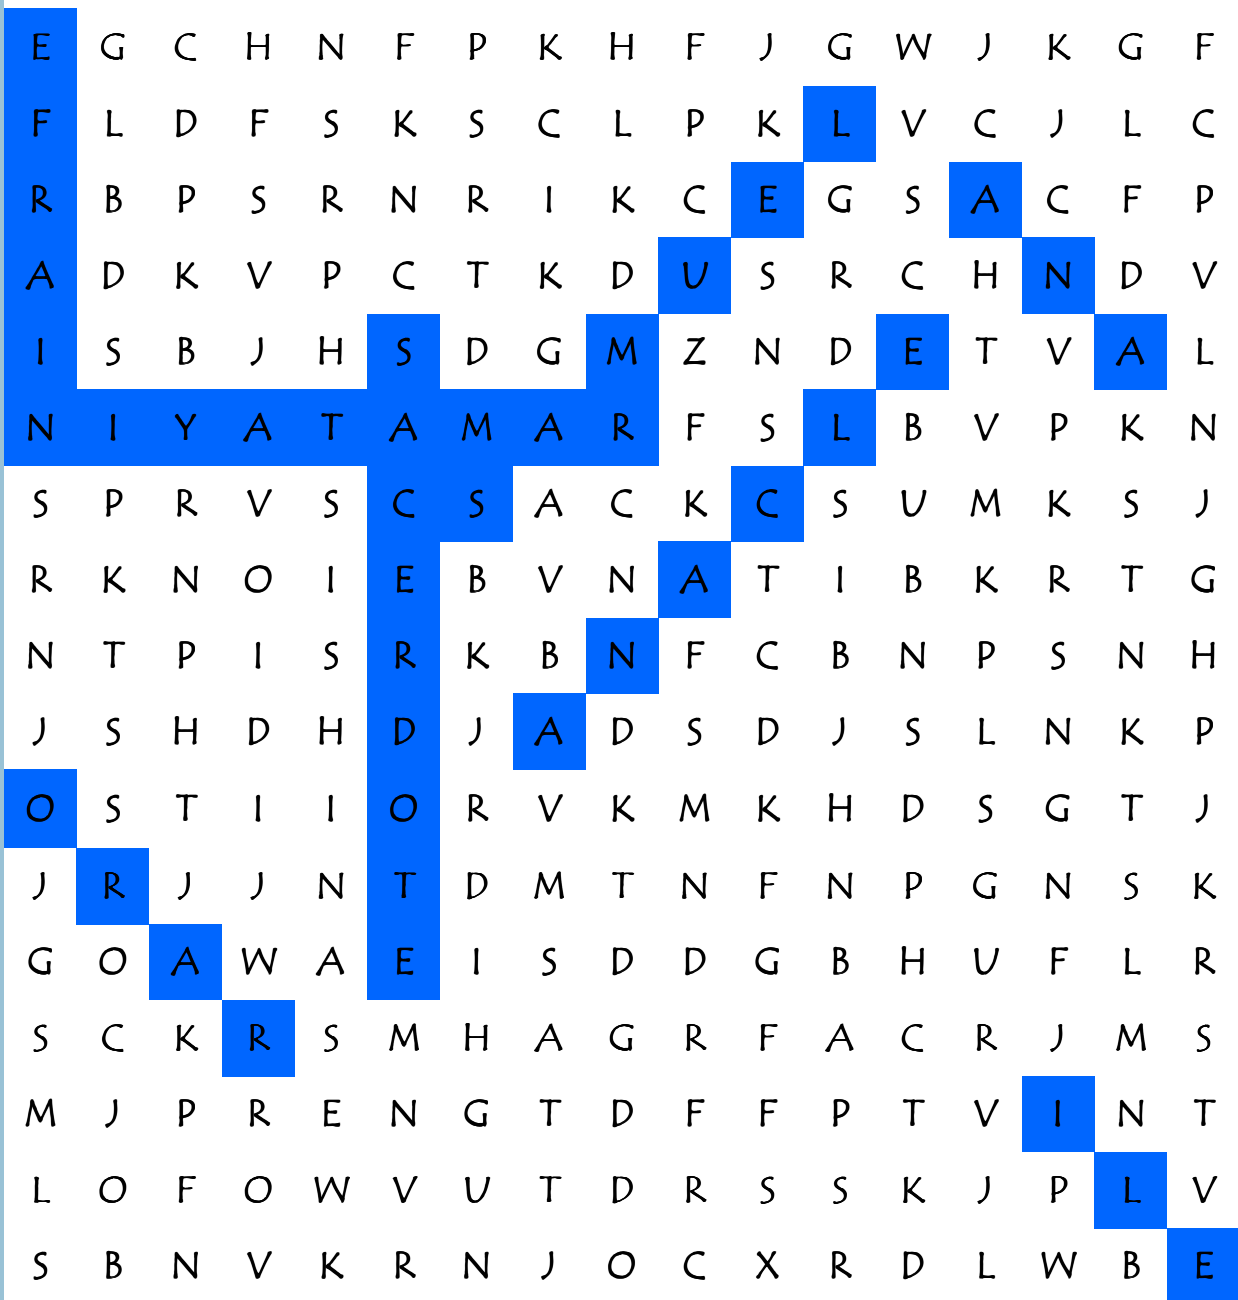 E G C H N F P K H F J G W J K G F
F L D F S K S C L P K L V C J L C
R B P S R N R I K C E G S A C F P
A D K V P C T K D U S R C H N D V
I S B J H S D G M Z N D E T V A L
N I Y A T A M A R F S L B V P K N
S P R V S C S A C K C S U M K S J
R K N O I E B V N A T I B K R T G
N T P I S R K B N F C B N P S N H
J S H D H D J A D S D J S L N K P
O S T I I O R V K M K H D S G T J
J R J J N T D M T N F N P G N S K
G O A W A E I S D D G B H U F L R
S C K R S M H A G R F A C R J M S
M J P R E N G T D F F P T V I N T
L O F O W V U T D R S S K J P L V
S B N V K R N J O C X R D L W B E